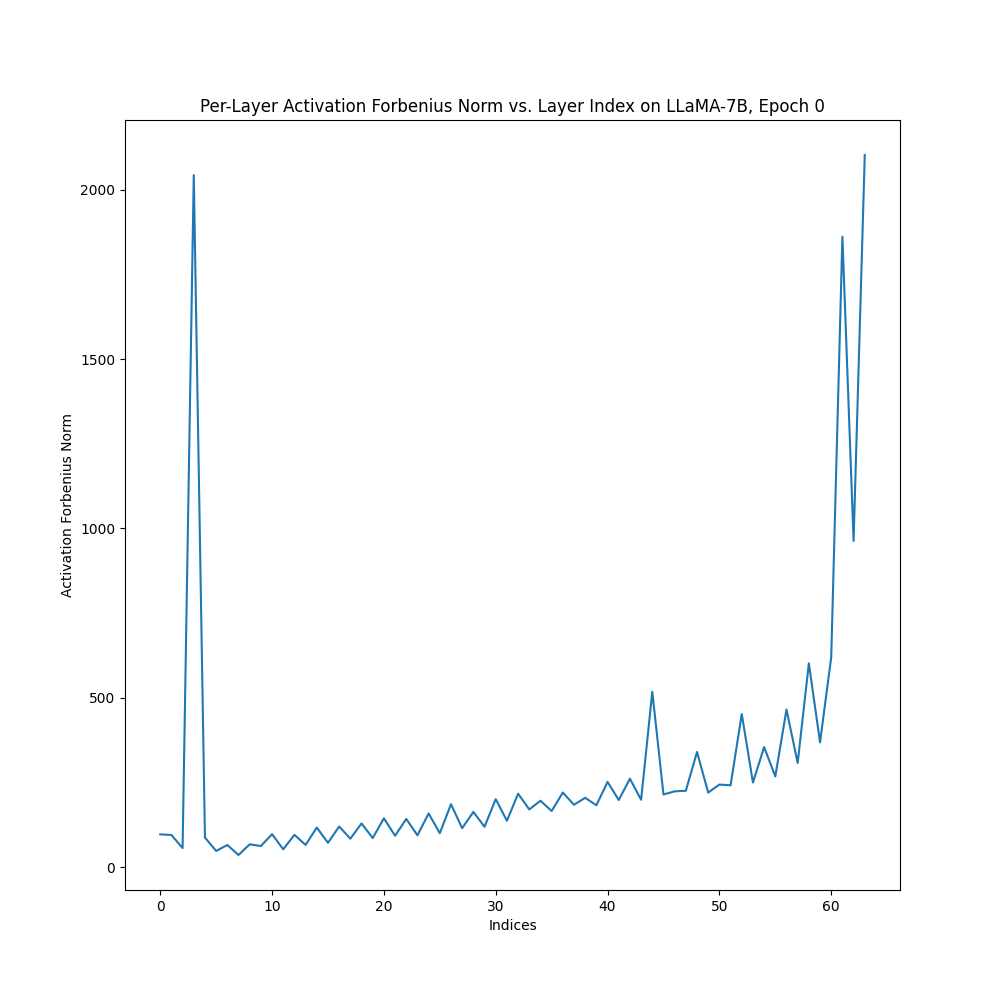 Per-Layer Activation Forbenius Norm vs. Layer Index on LLaMA-7B, Epoch 0
Activation Forbenius Norm
2000
1500
1000
500
0
0 10 20 30 40 50 60
Indices